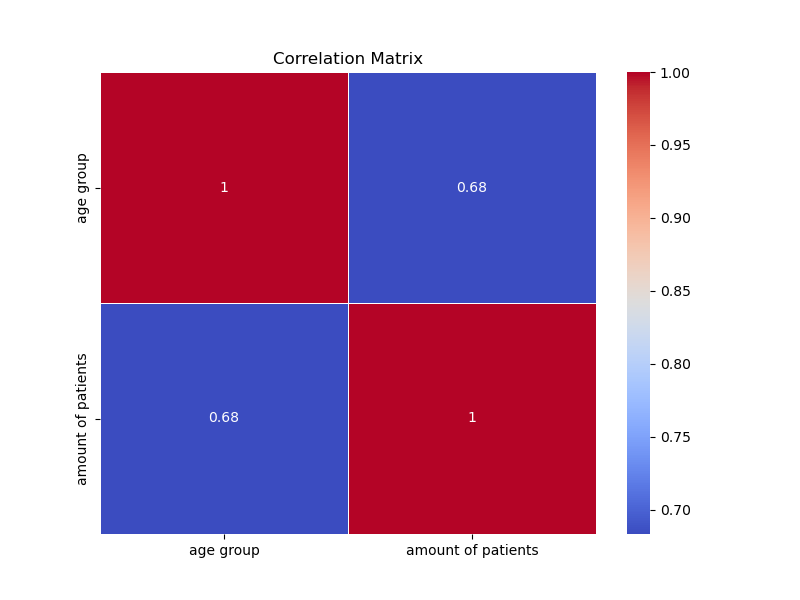 Correlation Matrix
age group
amount of patients
1
0.68
0.68
1
age group
amount of patients
1.00
0.95
0.90
0.85
0.80
0.75
0.70